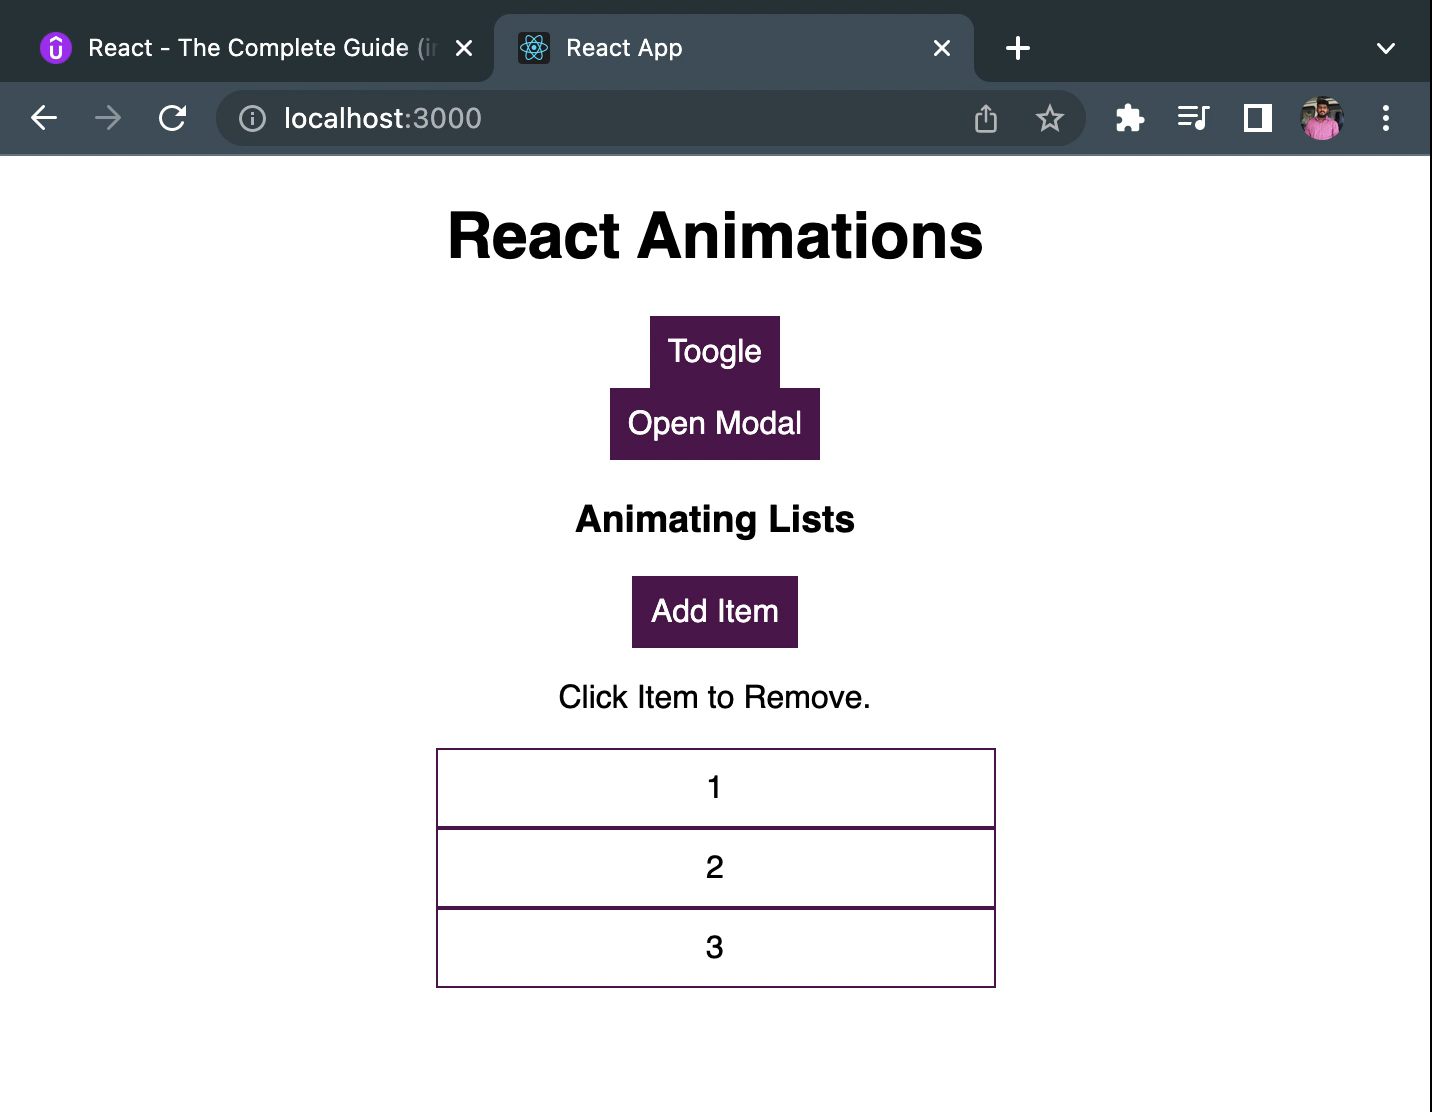 React - The Complete Guide (in
React App
localhost:3000
React Animations
Toogle
Open Modal
Animating Lists
Add Item
Click Item to Remove.
1
2
3